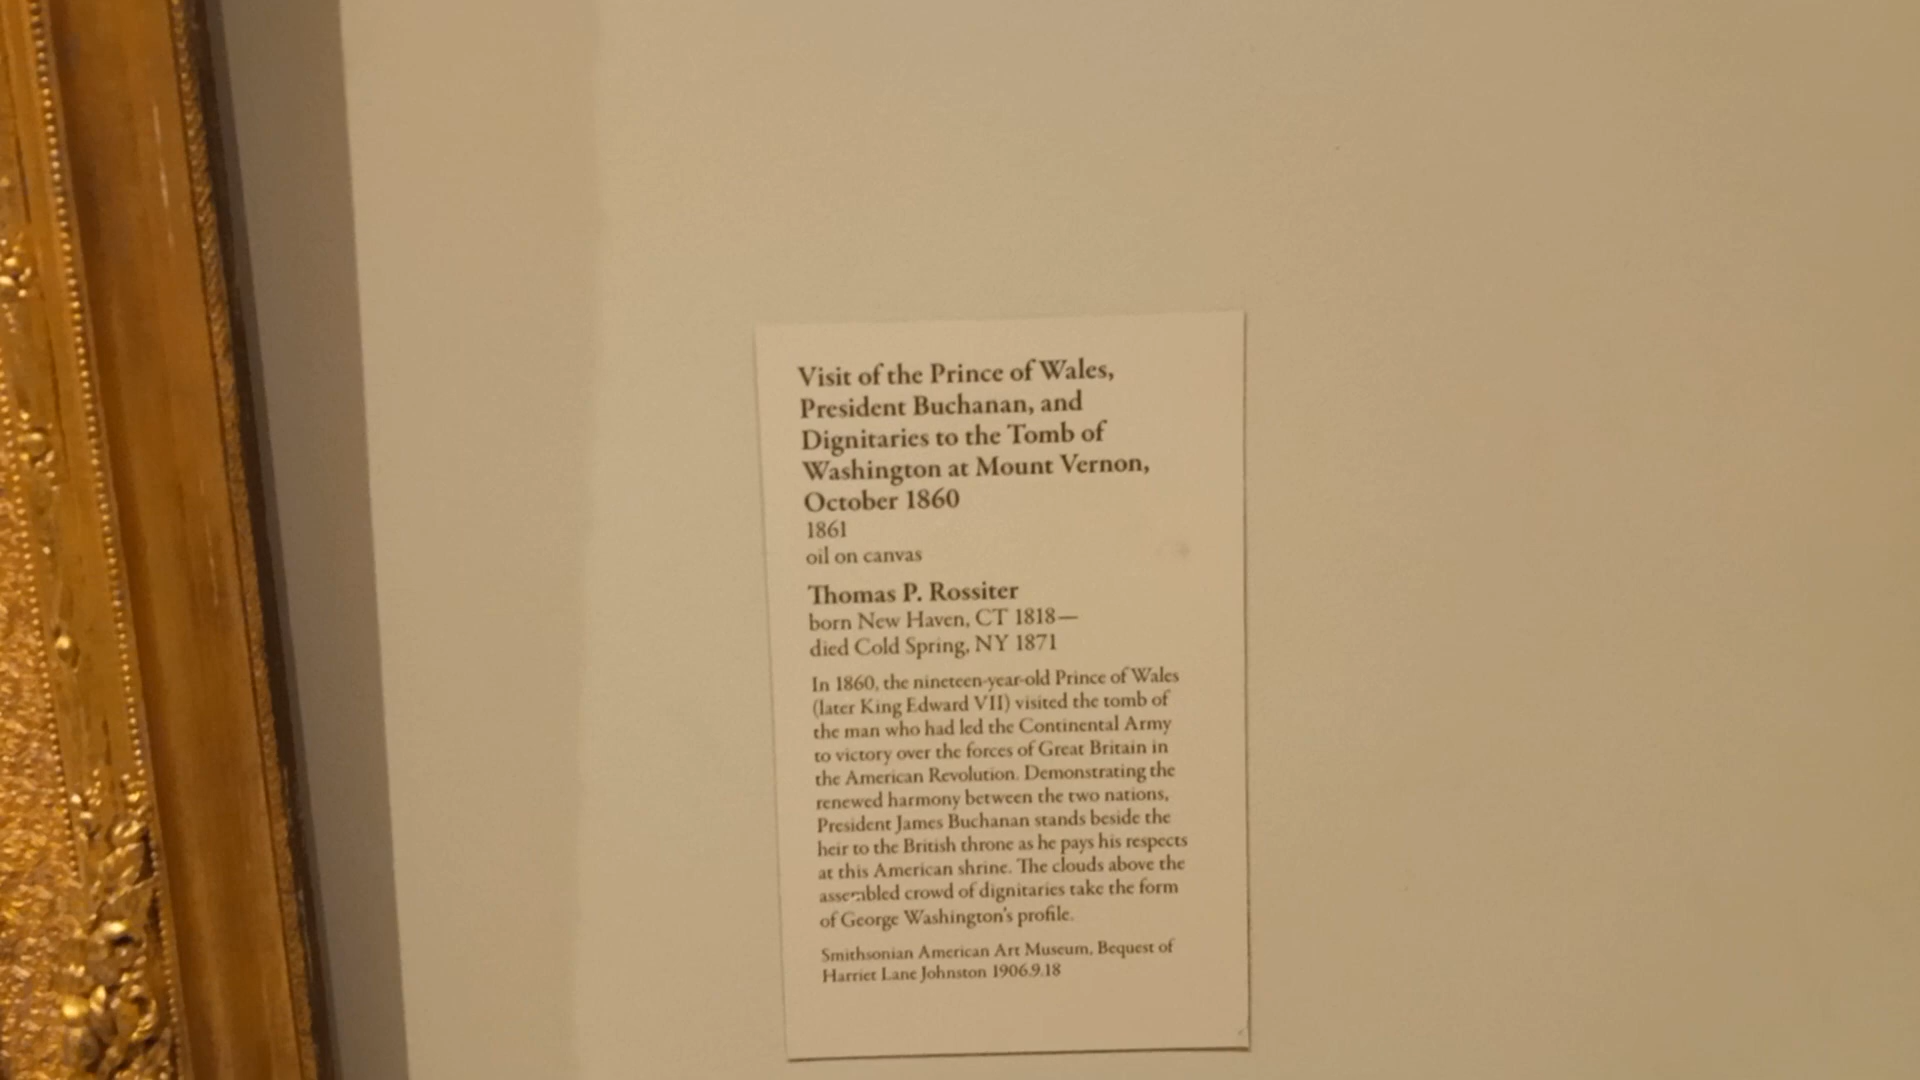 Visit of the Prince of Wales,
President Buchanan, and
Dignitaries to the Tomb of
Washington at Mount Vernon,
October 1860
1861
oil on canvas
Thomas P. Rossiter
born New Haven, CT 1818—
died Cold Spring, NY 1871
In 1860, the nineteen-year-old Prince of Wales
(later King Edward VII) visited the tomb of
the man who had led the Continental Army
to victory over the forces of Great Britain in
the American Revolution. Demonstrating the
renewed harmony between the two nations,
President James Buchanan stands beside the
heir to the British throne as he pays his respects
at this American shrine. The clouds above the
assembled crowd of dignitaries take the form
of George Washington's profile.
Smithsonian American Art Museum, Bequest of
Harriet Lane Johnston 1906.9.18